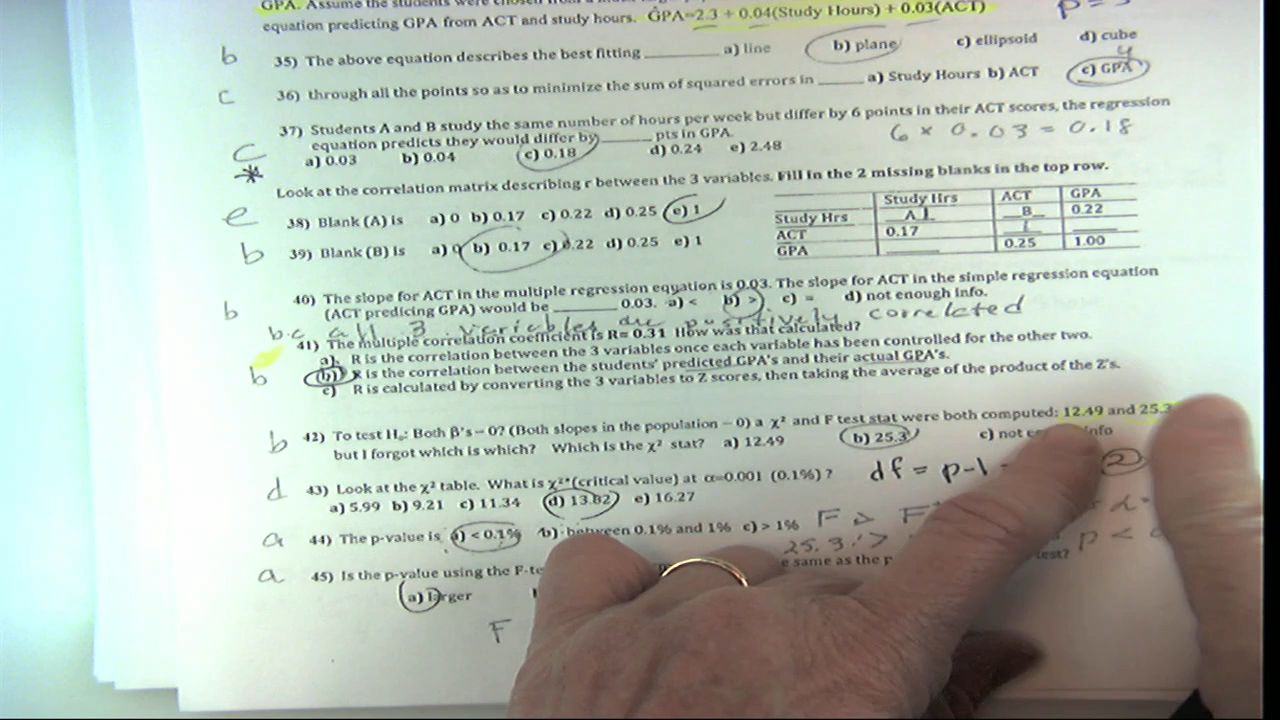 GPA. Assume the students were chosen from a
equation predicting GPA from ACT and study hours. ĜPA=2.3 + 0.04(Study Hours) + 0.03(ACT)
b 35) The above equation describes the best fitting ________ a) line b) plane c) ellipsoid d) cube
y
c 36) through all the points so as to minimize the sum of squared errors in _____ a) Study Hours b) ACT c) GPA
37) Students A and B study the same number of hours per week but differ by 6 points in their ACT scores, the regression
c equation predicts they would differ by ______ pts in GPA. 6 × 0.03 = 0.18
* a) 0.03 b) 0.04 c) 0.18 d) 0.24 e) 2.48
Look at the correlation matrix describing r between the 3 variables. Fill in the 2 missing blanks in the top row.
e 38) Blank (A) is a) 0 b) 0.17 c) 0.22 d) 0.25 e) 1
b 39) Blank (B) is a) 0 b) 0.17 c) 0.22 d) 0.25 e) 1
Study Hrs ACT GPA
Study Hrs A 1 B 0.22
ACT 0.17 1
GPA 0.25 1.00
40) The slope for ACT in the multiple regression equation is 0.03. The slope for ACT in the simple regression equation
b (ACT predicing GPA) would be ________ 0.03. a) < b) > c) = d) not enough info.
b.c all 3 variables are positively correlated
41) The multiple correlation coefficient is R= 0.31 How was that calculated?
a) R is the correlation between the 3 variables once each variable has been controlled for the other two.
b b) R is the correlation between the students' predicted GPA's and their actual GPA's.
c) R is calculated by converting the 3 variables to Z scores, then taking the average of the product of the Z's.
b 42) To test H₀: Both β's = 0? (Both slopes in the population = 0) a χ² and F test stat were both computed: 12.49 and 25.3
but I forgot which is which? Which is the χ² stat? a) 12.49 b) 25.3 c) not info
df = p-1 2
d 43) Look at the χ² table. What is χ²*(critical value) at α=0.001 (0.1%) ?
a) 5.99 b) 9.21 c) 11.34 d) 13.82 e) 16.27
a 44) The p-value is a) < 0.1% b) between 0.1% and 1% c) > 1% F > F
25.3 > p <
a 45) Is the p-value using the same as the test?
a) larger
F